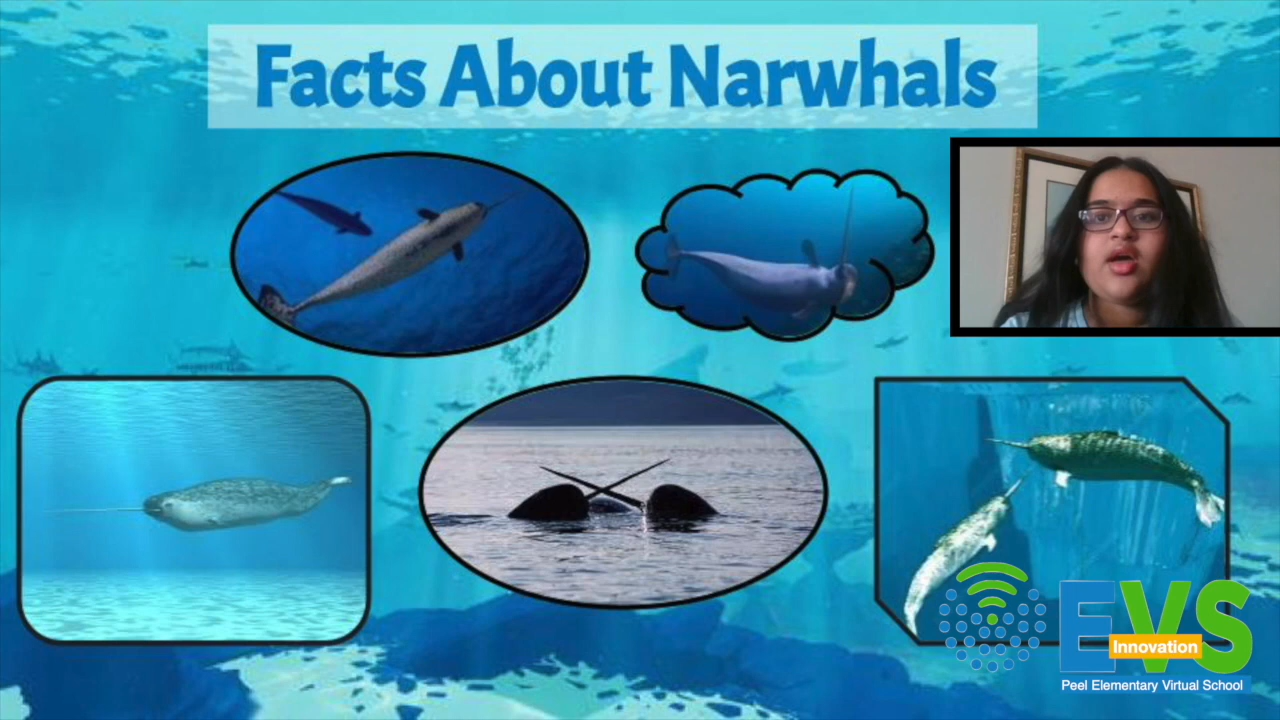 Facts About Narwhals
EVS
Innovation
Peel Elementary Virtual School